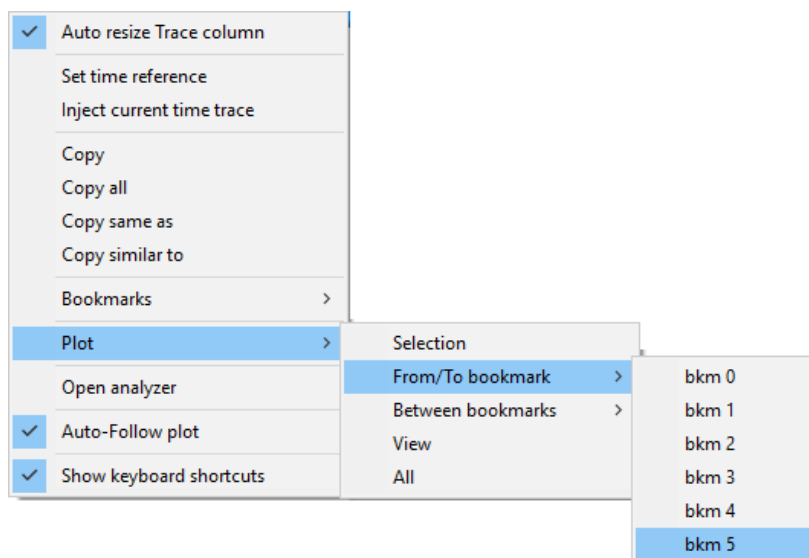 Auto resize Trace column
Set time reference
Inject current time trace
Copy
Copy all
Copy same as
Copy similar to
Bookmarks
Plot
Open analyzer
Auto-Follow plot
Show keyboard shortcuts
Selection
From/To bookmark
Between bookmarks
View
All
bkm 0
bkm 1
bkm 2
bkm 3
bkm 4
bkm 5